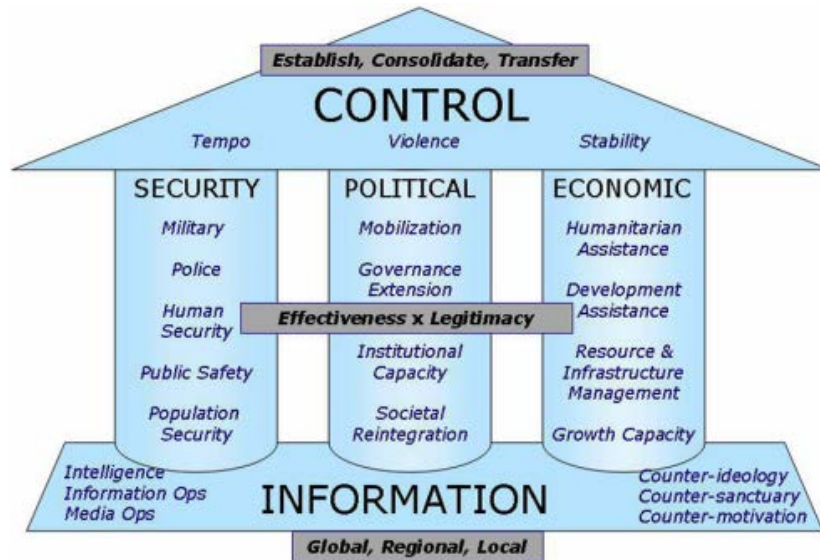 Establish, Consolidate, Transfer
CONTROL
Tempo
Violence
Stability
SECURITY
Military
Police
Human
Security
Public Safety
Population
Security
POLITICAL
Mobilization
Governance
Extension
Effectiveness x Legitimacy
Institutional
Capacity
Societal
Reintegration
ECONOMIC
Humanitarian
Assistance
Development
Assistance
Resource &
Infrastructure
Management
Growth Capacity
Intelligence
Information Ops
Media Ops
INFORMATION
Counter-ideology
Counter-sanctuary
Counter-motivation
Global, Regional, Local